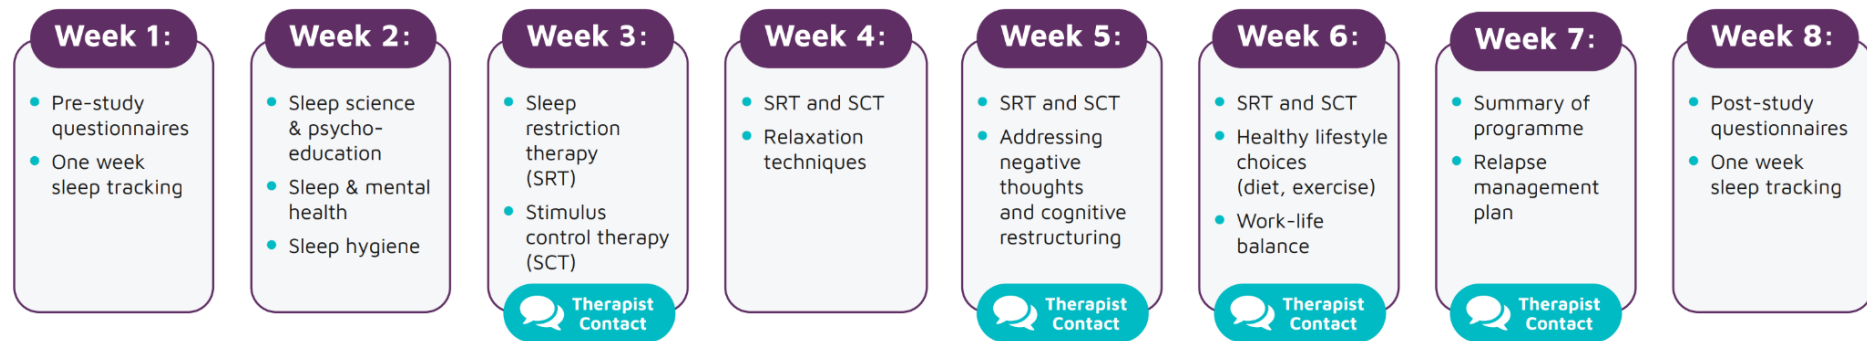 Week 1:
Pre-study
questionnaires
One week
sleep tracking
Week 2:
Sleep science
& psycho-
education
Sleep & mental
health
Sleep hygiene
Week 3:
Sleep
restriction
therapy
(SRT)
Stimulus
control therapy
(SCT)
Therapist
Contact
Week 4:
SRT and SCT
Relaxation
techniques
Week 5:
SRT and SCT
Addressing
negative
thoughts
and cognitive
restructuring
Therapist
Contact
Week 6:
SRT and SCT
Healthy lifestyle
choices
(diet, exercise)
Work-life
balance
Therapist
Contact
Week 7:
Summary of
programme
Relapse
management
plan
Therapist
Contact
Week 8:
Post-study
questionnaires
One week
sleep tracking